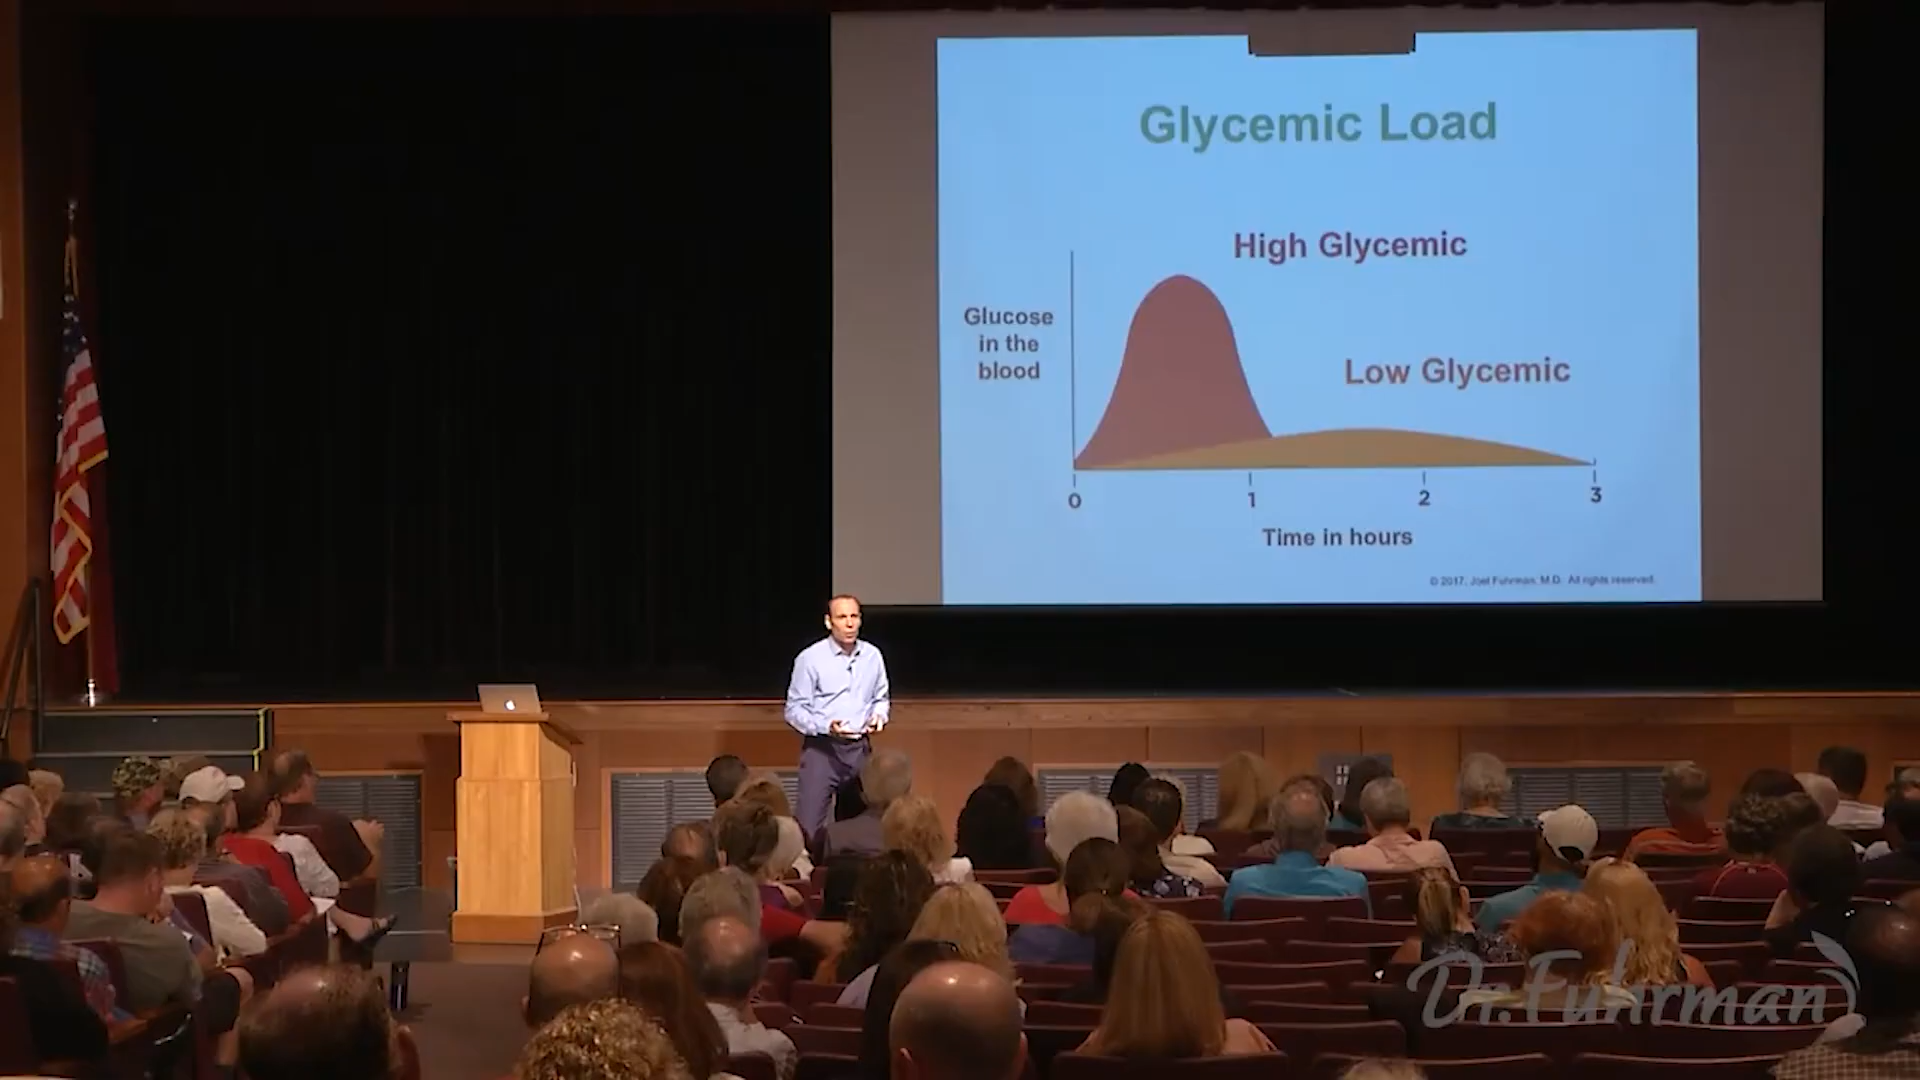 Glycemic Load
High Glycemic
Glucose
in the
blood
Low Glycemic
0 1 2 3
Time in hours
© 2017, Joel Fuhrman, M.D. All rights reserved.
Dr. Fuhrman